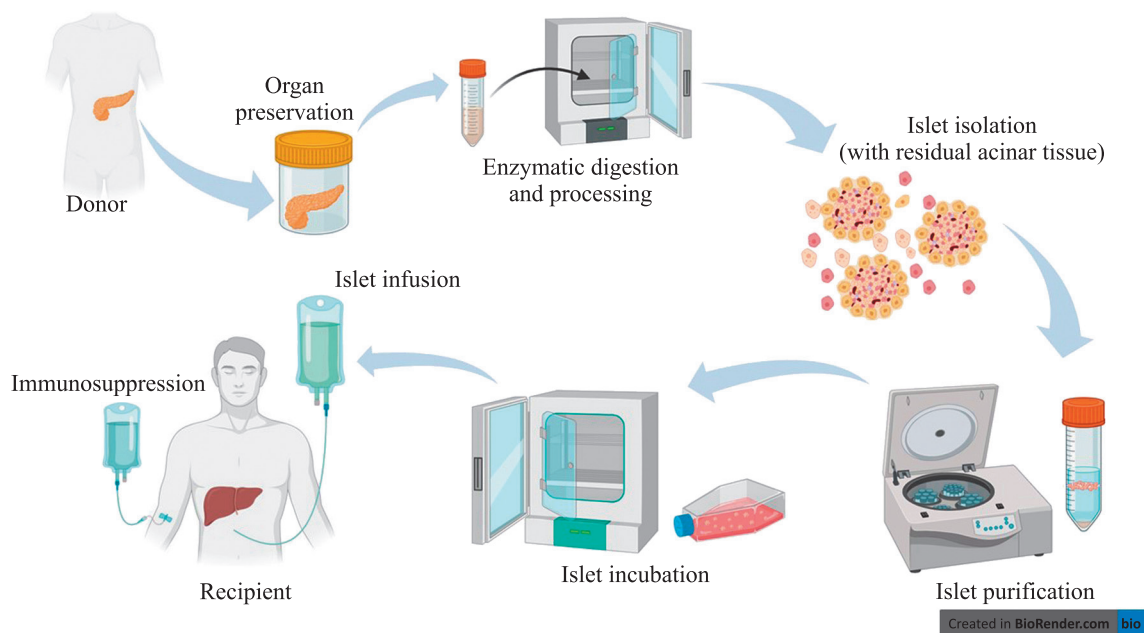 Donor
Organ
preservation
Enzymatic digestion
and processing
Islet isolation
(with residual acinar tissue)
Islet purification
Islet incubation
Islet infusion
Immunosuppression
Recipient
Created in BioRender.com bio